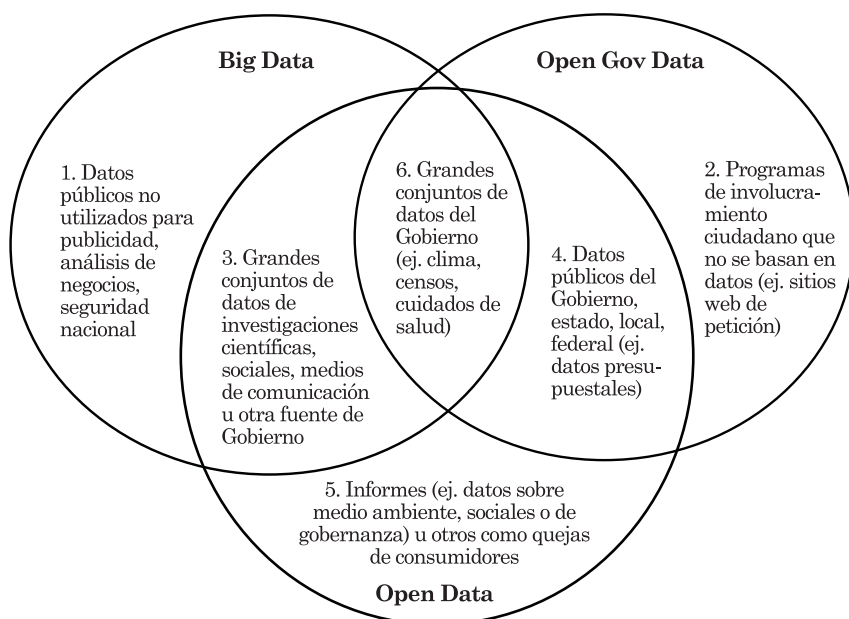 Big Data
Open Gov Data
1. Datos
públicos no
utilizados para
publicidad,
análisis de
negocios,
seguridad
nacional
6. Grandes
conjuntos de
datos del
Gobierno
(ej. clima,
censos,
cuidados de
salud)
2. Programas
de involucra-
miento
ciudadano que
no se basan en
datos (ej. sitios
web de
petición)
3. Grandes
conjuntos de
datos de
investigaciones
científicas,
sociales, medios
de comunicación
u otra fuente de
Gobierno
4. Datos
públicos del
Gobierno,
estado, local,
federal (ej.
datos presu-
puestales)
5. Informes (ej. datos sobre
medio ambiente, sociales o de
gobernanza) u otros como quejas
de consumidores
Open Data